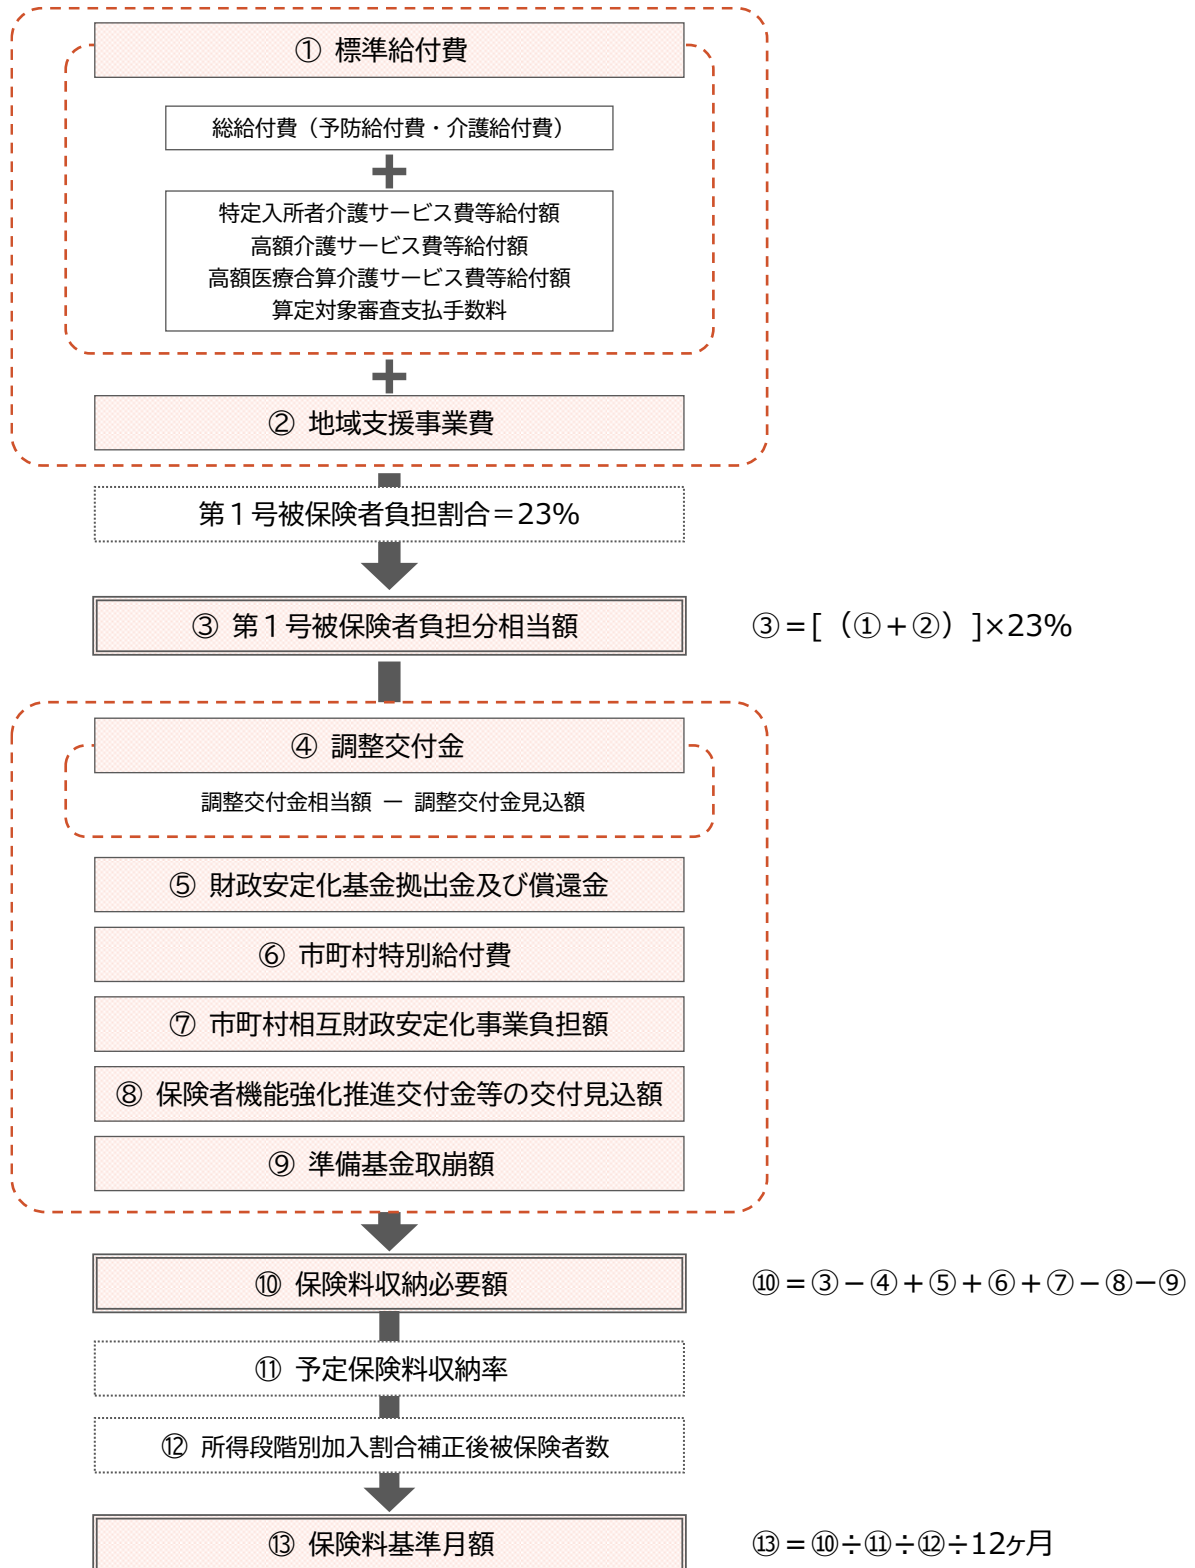 ① 標準給付費
総給付費（予防給付費・介護給付費）
＋
特定入所者介護サービス費等給付額
高額介護サービス費等給付額
高額医療合算介護サービス費等給付額
算定対象審査支払手数料
＋
② 地域支援事業費
第１号被保険者負担割合＝23%
③ 第１号被保険者負担分相当額
③＝[（①＋②）]×23%
④ 調整交付金
調整交付金相当額 － 調整交付金見込額
⑤ 財政安定化基金拠出金及び償還金
⑥ 市町村特別給付費
⑦ 市町村相互財政安定化事業負担額
⑧ 保険者機能強化推進交付金等の交付見込額
⑨ 準備基金取崩額
⑩ 保険料収納必要額
⑩＝③－④＋⑤＋⑥＋⑦－⑧－⑨
⑪ 予定保険料収納率
⑫ 所得段階別加入割合補正後被保険者数
⑬ 保険料基準月額
⑬＝⑩÷⑪÷⑫÷12ヶ月